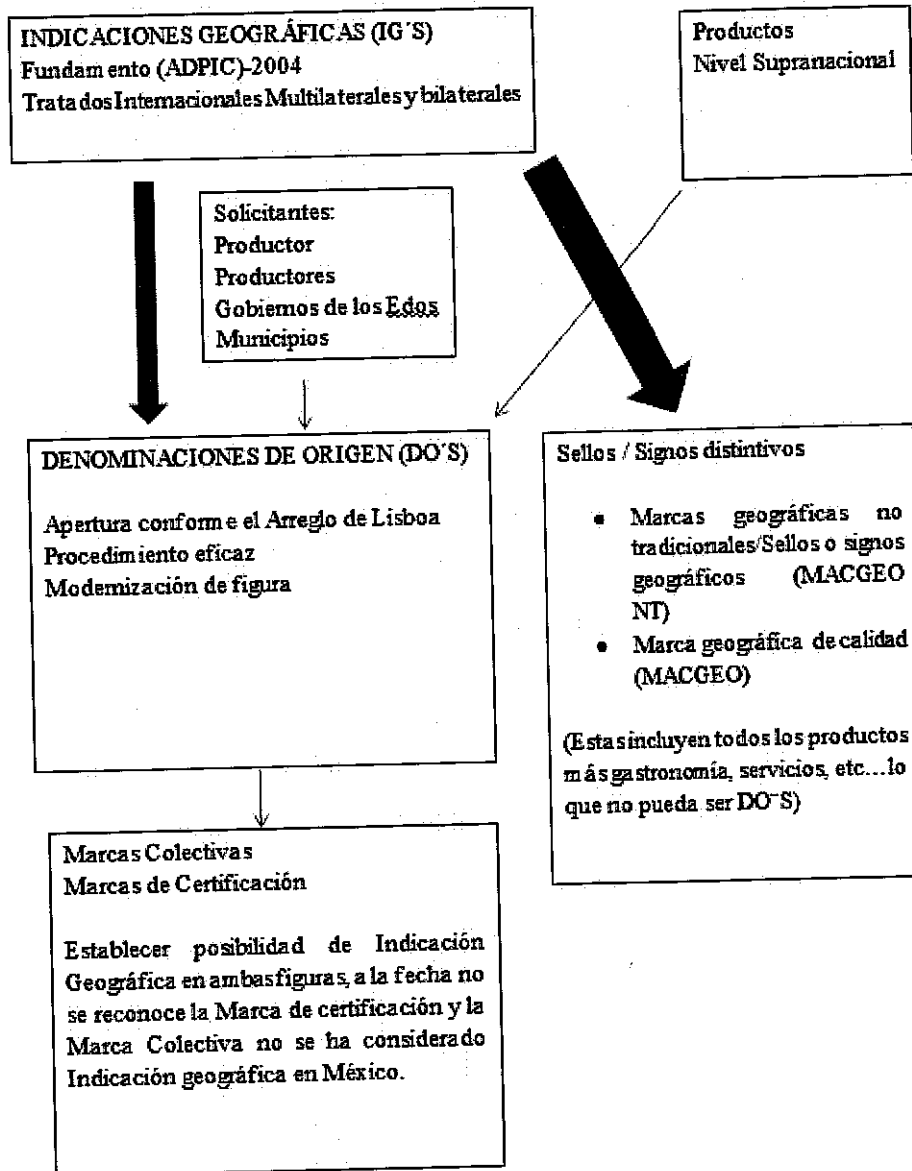 INDICACIONES GEOGRÁFICAS (IG´S)
Fundamento (ADPIC)-2004
Tratados Internacionales Multilaterales y bilaterales
Productos
Nivel Supranacional
Solicitantes:
Productor
Productores
Gobiernos de los Edos
Municipios
DENOMINACIONES DE ORIGEN (DO´S)
Apertura conforme el Arreglo de Lisboa
Procedimiento eficaz
Modernización de figura
Sellos / Signos distintivos
• Marcas geográficas no
tradicionales/Sellos o signos
geográficos (MACGEO
NT)
• Marca geográfica de calidad
(MACGEO)
(Estas incluyen todos los productos
más gastronomía, servicios, etc...lo
que no pueda ser DO¨S)
Marcas Colectivas
Marcas de Certificación
Establecer posibilidad de Indicación
Geográfica en ambas figuras, a la fecha no
se reconoce la Marca de certificación y la
Marca Colectiva no se ha considerado
Indicación geográfica en México.